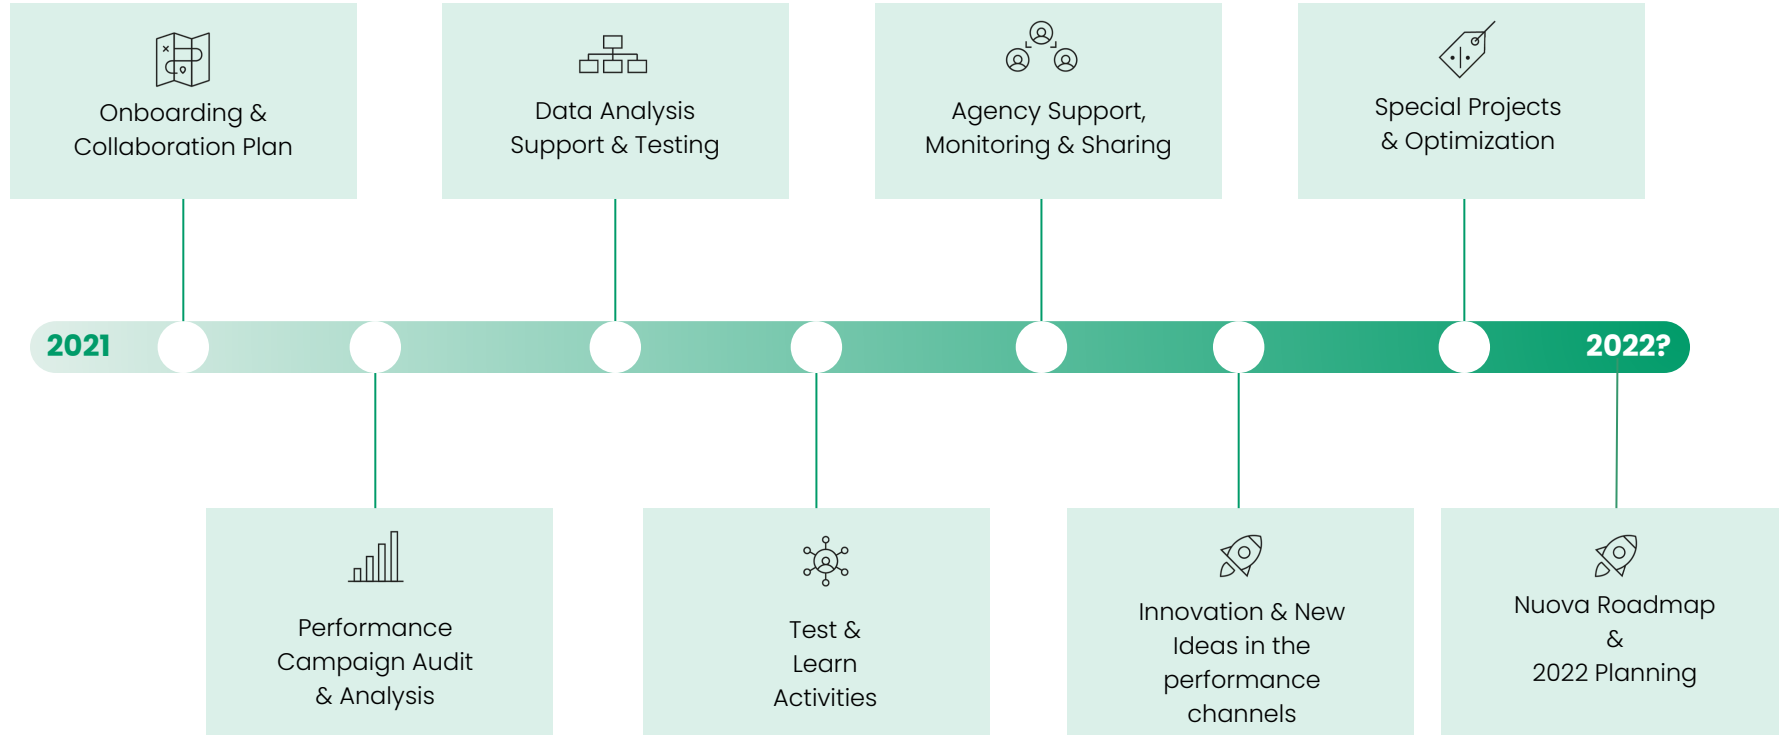 Onboarding &
Collaboration Plan
Data Analysis
Support & Testing
Agency Support,
Monitoring & Sharing
Special Projects
& Optimization
2021
2022?
Performance
Campaign Audit
& Analysis
Test &
Learn
Activities
Innovation & New
Ideas in the
performance
channels
Nuova Roadmap
&
2022 Planning